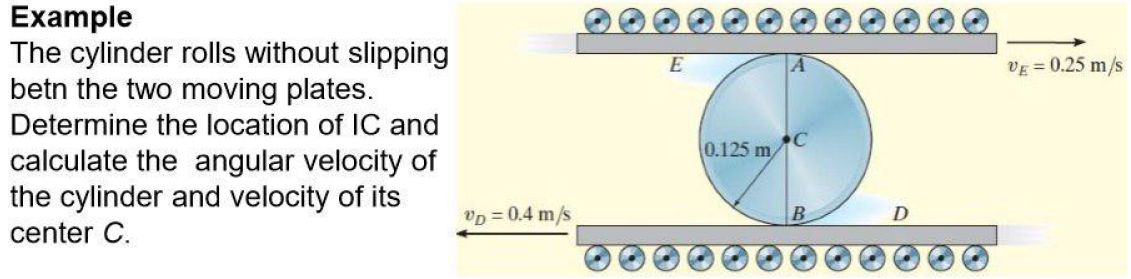 Example
The cylinder rolls without slipping
betn the two moving plates.
Determine the location of IC and
calculate the  angular velocity of
the cylinder and velocity of its
center C.
E
A
v_E = 0.25 m/s
C
0.125 m
v_D = 0.4 m/s
B
D